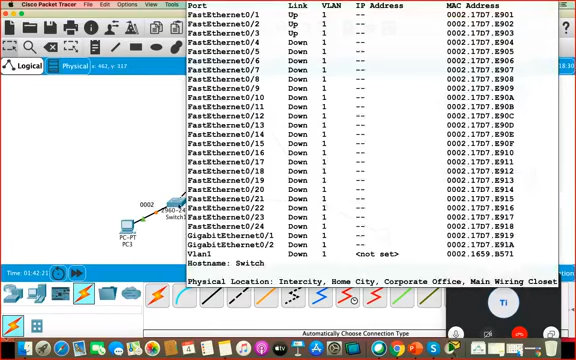 Cisco Packet Tracer File Edit Options
Logical Physical x: 462, y: 317
Port Link VLAN IP Address MAC Address
FastEthernet0/1 Up 1 -- 0002.17D7.E901
FastEthernet0/2 Up 1 -- 0002.17D7.E902
FastEthernet0/3 Up 1 -- 0002.17D7.E903
FastEthernet0/4 Down 1 -- 0002.17D7.E904
FastEthernet0/5 Down 1 -- 0002.17D7.E905
FastEthernet0/6 Down 1 -- 0002.17D7.E906
FastEthernet0/7 Down 1 -- 0002.17D7.E907
FastEthernet0/8 Down 1 -- 0002.17D7.E908
FastEthernet0/9 Down 1 -- 0002.17D7.E909
FastEthernet0/10 Down 1 -- 0002.17D7.E90A
FastEthernet0/11 Down 1 -- 0002.17D7.E90B
FastEthernet0/12 Down 1 -- 0002.17D7.E90C
FastEthernet0/13 Down 1 -- 0002.17D7.E90D
FastEthernet0/14 Down 1 -- 0002.17D7.E90E
FastEthernet0/15 Down 1 -- 0002.17D7.E90F
FastEthernet0/16 Down 1 -- 0002.17D7.E910
FastEthernet0/17 Down 1 -- 0002.17D7.E911
FastEthernet0/18 Down 1 -- 0002.17D7.E912
FastEthernet0/19 Down 1 -- 0002.17D7.E913
FastEthernet0/20 Down 1 -- 0002.17D7.E914
FastEthernet0/21 Down 1 -- 0002.17D7.E915
FastEthernet0/22 Down 1 -- 0002.17D7.E916
FastEthernet0/23 Down 1 -- 0002.17D7.E917
FastEthernet0/24 Down 1 -- 0002.17D7.E918
GigabitEthernet0/1 Down 1 -- 0002.17D7.E919
GigabitEthernet0/2 Down 1 -- 0002.17D7.E91A
Vlan1 Down 1 <not set> 0002.1659.B571
Hostname: Switch
Physical Location: Intercity, Home City, Corporate Office, Main Wiring Closet
18:30
0002
2960-24
Switch1
PC-PT
PC3
Time: 01:42:21
Ti
Automatically Choose Connection Type